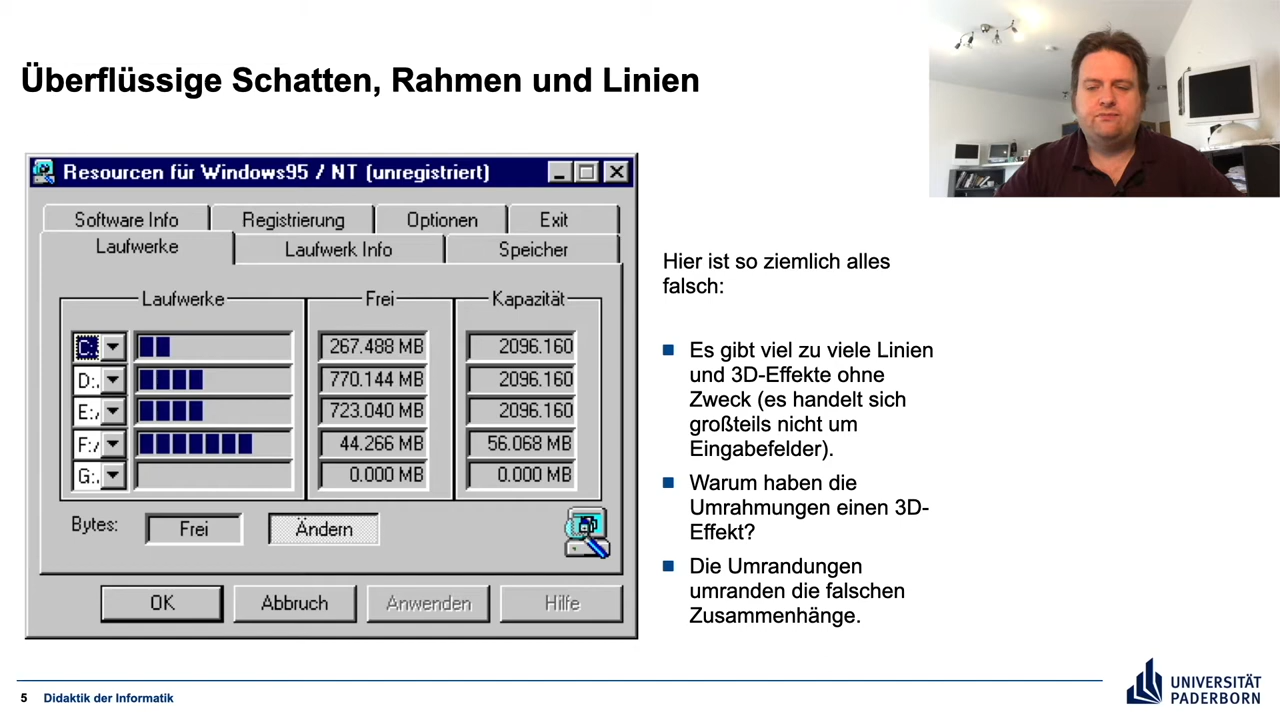 Überflüssige Schatten, Rahmen und Linien
Resourcen für Windows95 / NT (unregistriert)
Software Info Registrierung Optionen Exit
Laufwerke Laufwerk Info Speicher
Laufwerke Frei Kapazität
C: 267.488 MB 2096.160
D:. 770.144 MB 2096.160
E:/ 723.040 MB 2096.160
F:/ 44.266 MB 56.068 MB
G:. 0.000 MB 0.000 MB
Bytes: Frei Ändern
OK Abbruch Anwenden Hilfe
Hier ist so ziemlich alles
falsch:
Es gibt viel zu viele Linien
und 3D-Effekte ohne
Zweck (es handelt sich
großteils nicht um
Eingabefelder).
Warum haben die
Umrahmungen einen 3D-
Effekt?
Die Umrandungen
umranden die falschen
Zusammenhänge.
5 Didaktik der Informatik
UNIVERSITÄT
PADERBORN